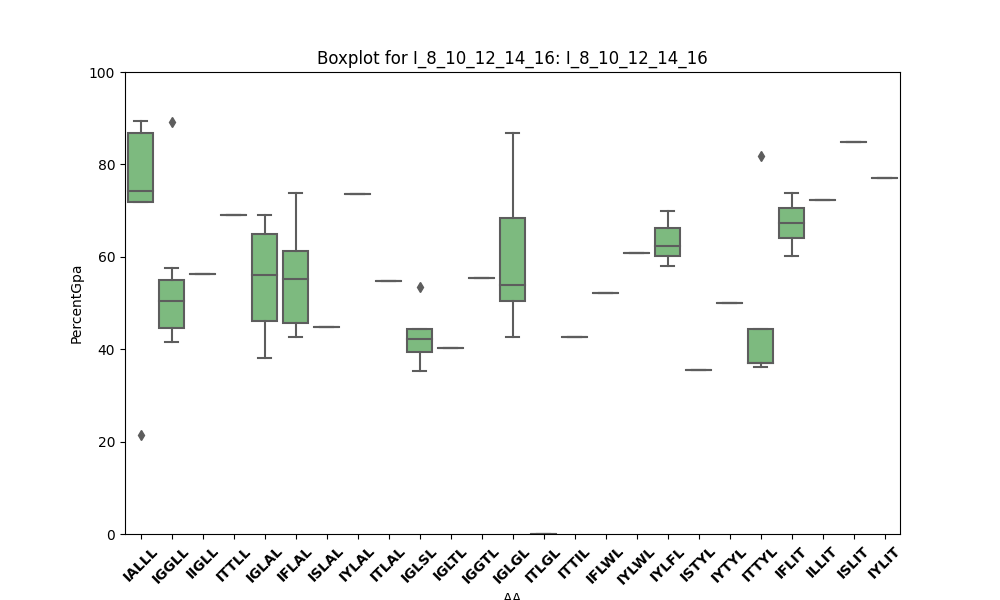 Boxplot for I_8_10_12_14_16: I_8_10_12_14_16
100
80
60
40
20
0
PercentGpa
IALLL
IGGLL
IIGLL
ITTLL
IGLAL
IFLAL
ISLAL
IYLAL
ITLAL
IGLSL
IGLTL
IGGTL
IGLGL
ITLGL
ITTIL
IFLWL
IYLWL
IYLFL
ISTYL
IYTYL
ITTYL
IFLIT
ILLIT
ISLIT
IYLIT
AA